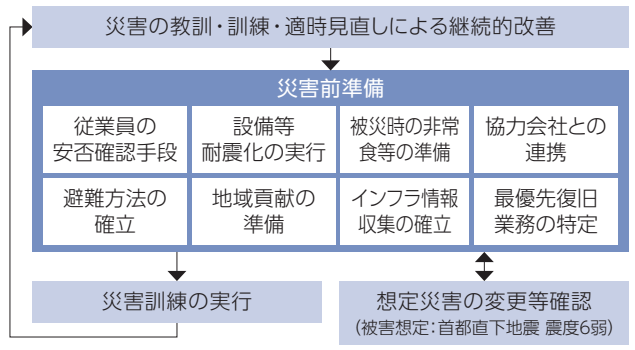 災害の教訓・訓練・適時見直しによる継続的改善
災害前準備
従業員の
安否確認手段
設備等
耐震化の実行
被災時の非常
食等の準備
協力会社との
連携
避難方法の
確立
地域貢献の
準備
インフラ情報
収集の確立
最優先復旧
業務の特定
災害訓練の実行
想定災害の変更等確認
(被害想定：首都直下地震 震度6弱)